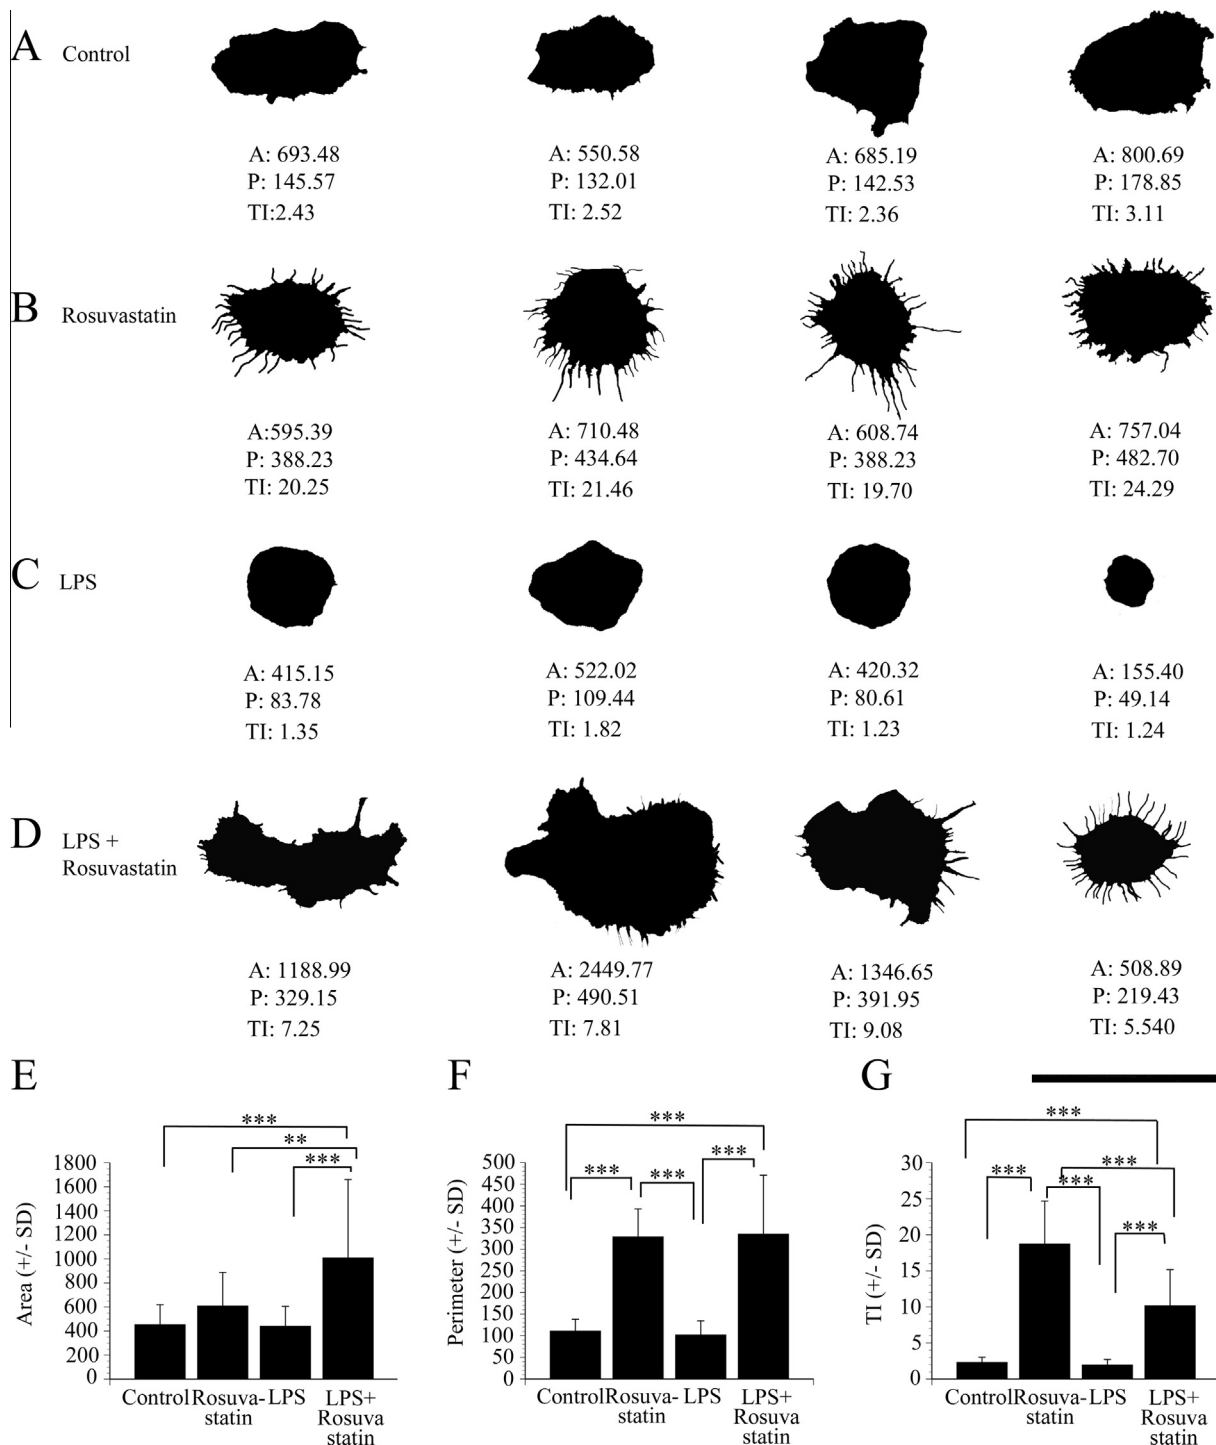 A Control
A: 693.48 A: 550.58 A: 685.19 A: 800.69
P: 145.57 P: 132.01 P: 142.53 P: 178.85
TI:2.43 TI: 2.52 TI: 2.36 TI: 3.11
B Rosuvastatin
A:595.39 A: 710.48 A: 608.74 A: 757.04
P: 388.23 P: 434.64 P: 388.23 P: 482.70
TI: 20.25 TI: 21.46 TI: 19.70 TI: 24.29
C LPS
A: 415.15 A: 522.02 A: 420.32 A: 155.40
P: 83.78 P: 109.44 P: 80.61 P: 49.14
TI: 1.35 TI: 1.82 TI: 1.23 TI: 1.24
D LPS +
Rosuvastatin
A: 1188.99 A: 2449.77 A: 1346.65 A: 508.89
P: 329.15 P: 490.51 P: 391.95 P: 219.43
TI: 7.25 TI: 7.81 TI: 9.08 TI: 5.540
E
***
**
***
Area (+/- SD)
1800
1600
1400
1200
1000
800
600
400
200
0
Control Rosuva- LPS LPS+
statin Rosuva
statin
F
***
***
*** ***
Perimeter (+/- SD)
500
450
400
350
300
250
200
150
100
50
0
Control Rosuva- LPS LPS+
statin Rosuva
statin
G
***
***
*** ***
***
TI (+/- SD)
30
25
20
15
10
5
0
Control Rosuva- LPS LPS+
statin Rosuva
statin